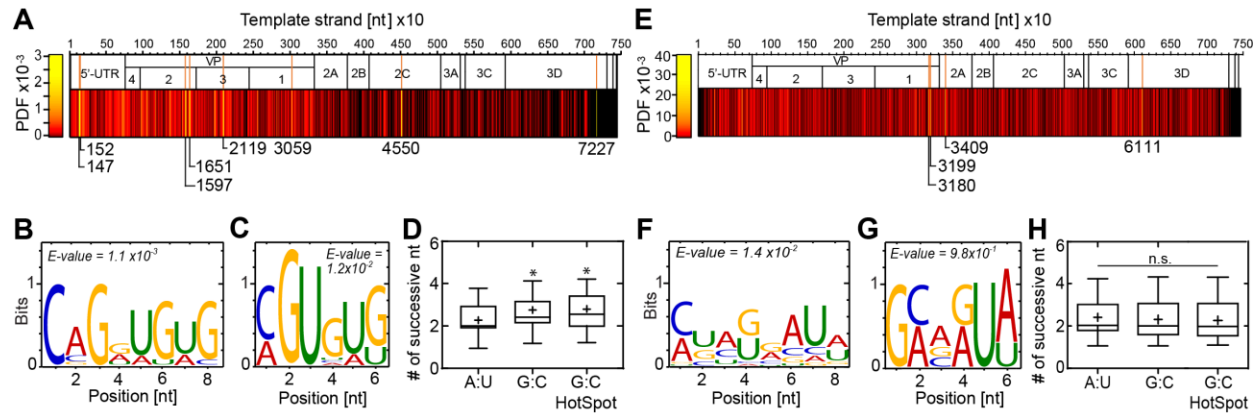 A
Template strand [nt] x10
1 50 100 150 200 250 300 350 400 450 500 550 600 650 700 750
PDF x10-3
3
2
1
0
VP
5'-UTR 4 2 3 1 2A 2B 2C 3A 3C 3D
152 2119 3059 4550 7227
147 1651
1597
E
Template strand [nt] x10
1 50 100 150 200 250 300 350 400 450 500 550 600 650 700 750
PDF x10-3
40
30
20
10
0
VP
5'-UTR 4 2 3 1 2A 2B 2C 3A 3C 3D
3409 6111
3199
3180
B
E-value = 1.1 x10-3
Bits
1
0
CAGAUGUG
2 4 6 8
Position [nt]
C
E-value =
1.2x10-2
1
0
CGUGUG
2 4 6
Position [nt]
D
# of successive nt
6
4
2
0
* *
A:U G:C G:C
HotSpot
F
E-value = 1.4 x10-2
Bits
1
0
2 4 6 8
Position [nt]
G
E-value = 9.8x10-1
1
0
2 4 6
Position [nt]
H
# of successive nt
6
4
2
0
n.s.
A:U G:C G:C
HotSpot